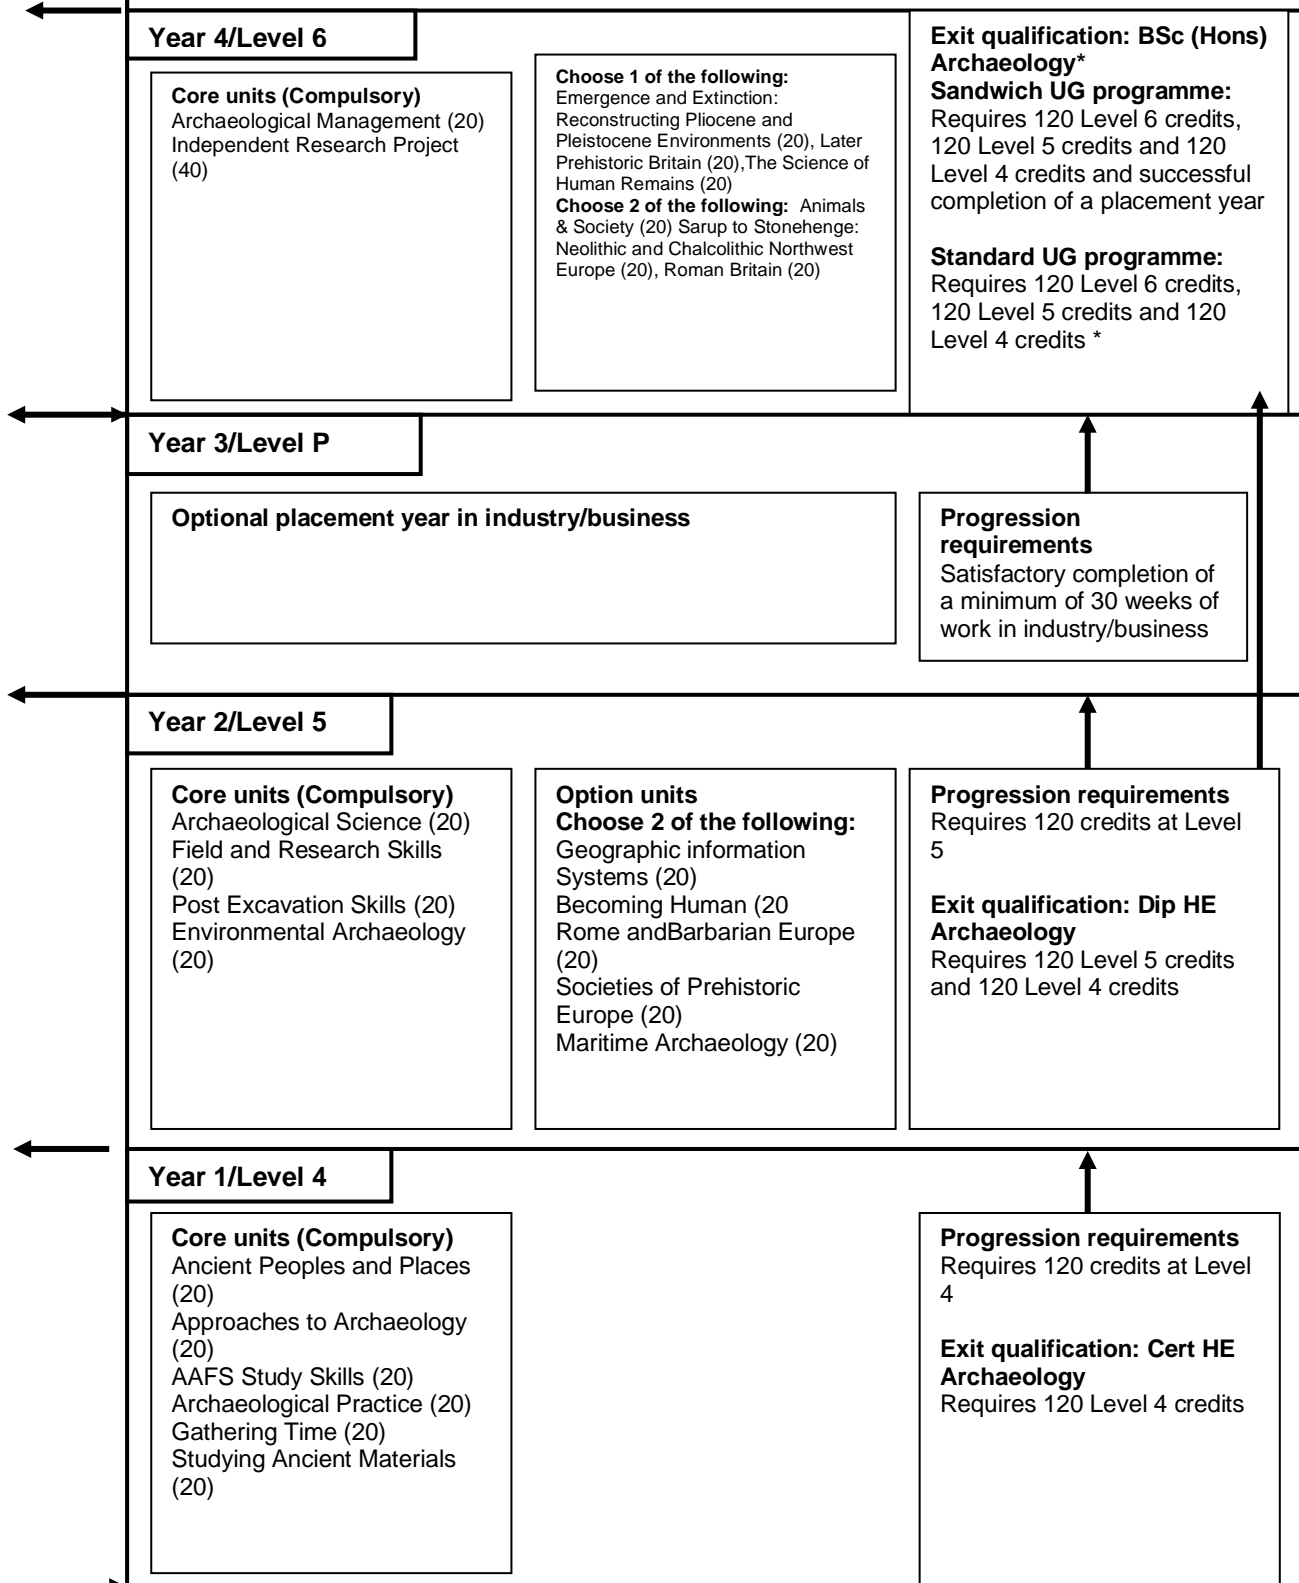 Year 4/Level 6
Core units (Compulsory)
Archaeological Management (20)
Independent Research Project
(40)
Choose 1 of the following:
Emergence and Extinction:
Reconstructing Pliocene and
Pleistocene Environments (20), Later
Prehistoric Britain (20),The Science of
Human Remains (20)
Choose 2 of the following: Animals
& Society (20) Sarup to Stonehenge:
Neolithic and Chalcolithic Northwest
Europe (20), Roman Britain (20)
Exit qualification: BSc (Hons)
Archaeology*
Sandwich UG programme:
Requires 120 Level 6 credits,
120 Level 5 credits and 120
Level 4 credits and successful
completion of a placement year
Standard UG programme:
Requires 120 Level 6 credits,
120 Level 5 credits and 120
Level 4 credits *
Year 3/Level P
Optional placement year in industry/business
Progression
requirements
Satisfactory completion of
a minimum of 30 weeks of
work in industry/business
Year 2/Level 5
Core units (Compulsory)
Archaeological Science (20)
Field and Research Skills
(20)
Post Excavation Skills (20)
Environmental Archaeology
(20)
Option units
Choose 2 of the following:
Geographic information
Systems (20)
Becoming Human (20
Rome andBarbarian Europe
(20)
Societies of Prehistoric
Europe (20)
Maritime Archaeology (20)
Progression requirements
Requires 120 credits at Level
5
Exit qualification: Dip HE
Archaeology
Requires 120 Level 5 credits
and 120 Level 4 credits
Year 1/Level 4
Core units (Compulsory)
Ancient Peoples and Places
(20)
Approaches to Archaeology
(20)
AAFS Study Skills (20)
Archaeological Practice (20)
Gathering Time (20)
Studying Ancient Materials
(20)
Progression requirements
Requires 120 credits at Level
4
Exit qualification: Cert HE
Archaeology
Requires 120 Level 4 credits